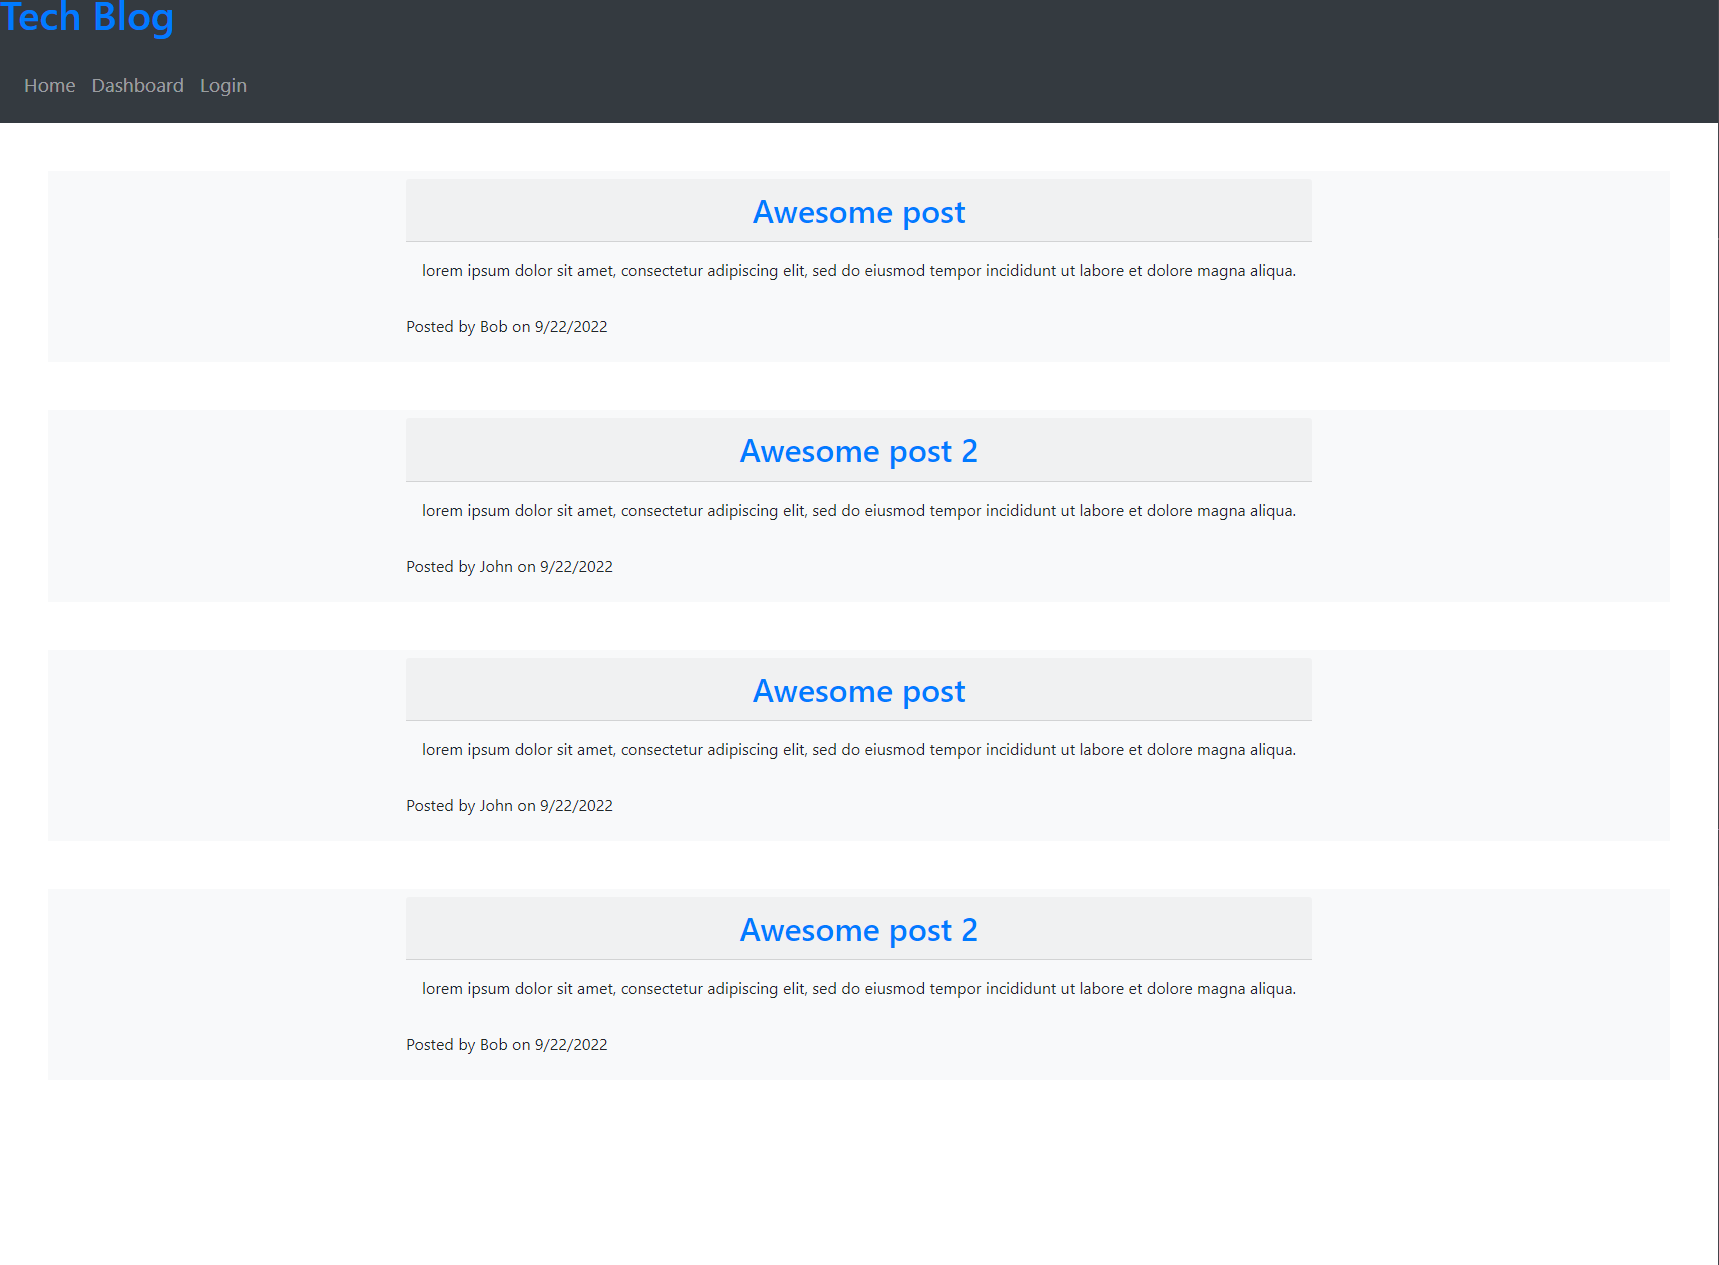 Tech Blog
Home Dashboard Login
Awesome post
lorem ipsum dolor sit amet, consectetur adipiscing elit, sed do eiusmod tempor incididunt ut labore et dolore magna aliqua.
Posted by Bob on 9/22/2022
Awesome post 2
lorem ipsum dolor sit amet, consectetur adipiscing elit, sed do eiusmod tempor incididunt ut labore et dolore magna aliqua.
Posted by John on 9/22/2022
Awesome post
lorem ipsum dolor sit amet, consectetur adipiscing elit, sed do eiusmod tempor incididunt ut labore et dolore magna aliqua.
Posted by John on 9/22/2022
Awesome post 2
lorem ipsum dolor sit amet, consectetur adipiscing elit, sed do eiusmod tempor incididunt ut labore et dolore magna aliqua.
Posted by Bob on 9/22/2022